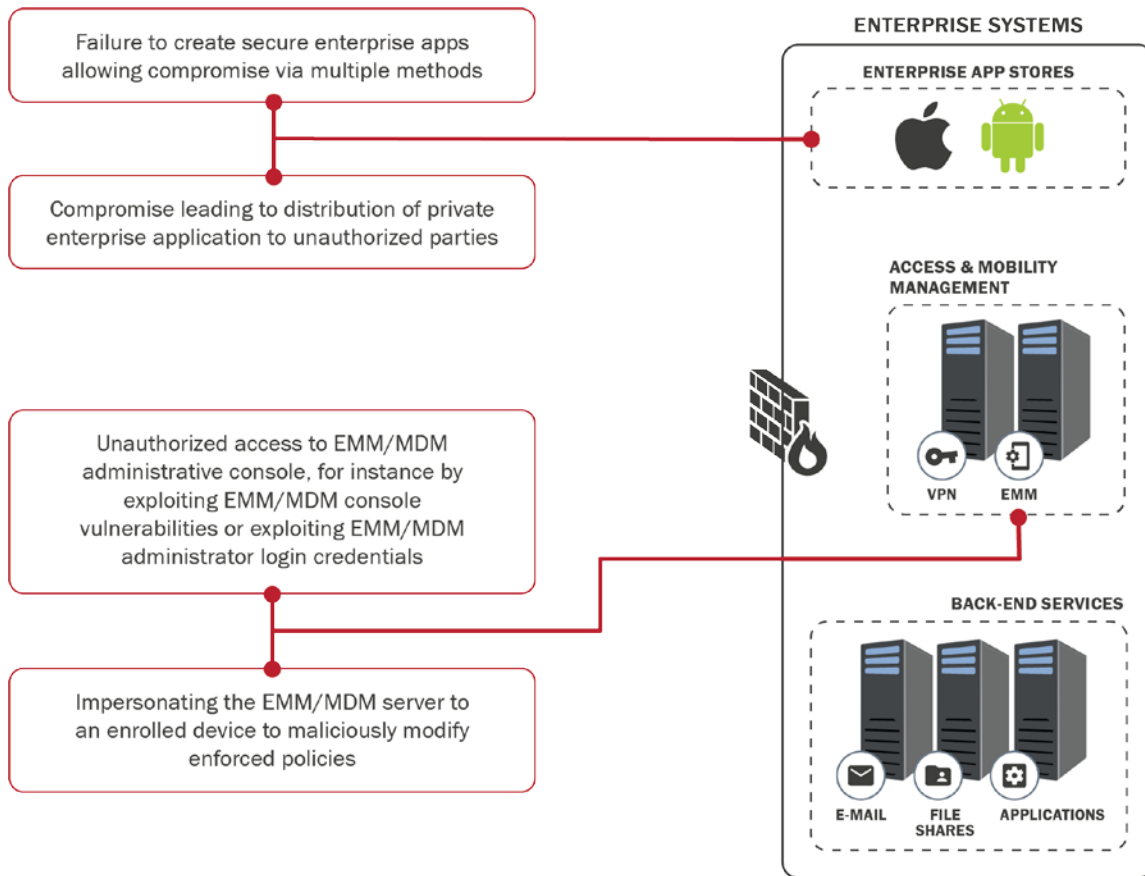 Failure to create secure enterprise apps
allowing compromise via multiple methods
Compromise leading to distribution of private
enterprise application to unauthorized parties
Unauthorized access to EMM/MDM
administrative console, for instance by
exploiting EMM/MDM console
vulnerabilities or exploiting EMM/MDM
administrator login credentials
Impersonating the EMM/MDM server to
an enrolled device to maliciously modify
enforced policies
ENTERPRISE SYSTEMS
ENTERPRISE APP STORES
ACCESS & MOBILITY
MANAGEMENT
VPN
EMM
BACK-END SERVICES
E-MAIL
FILE
SHARES
APPLICATIONS